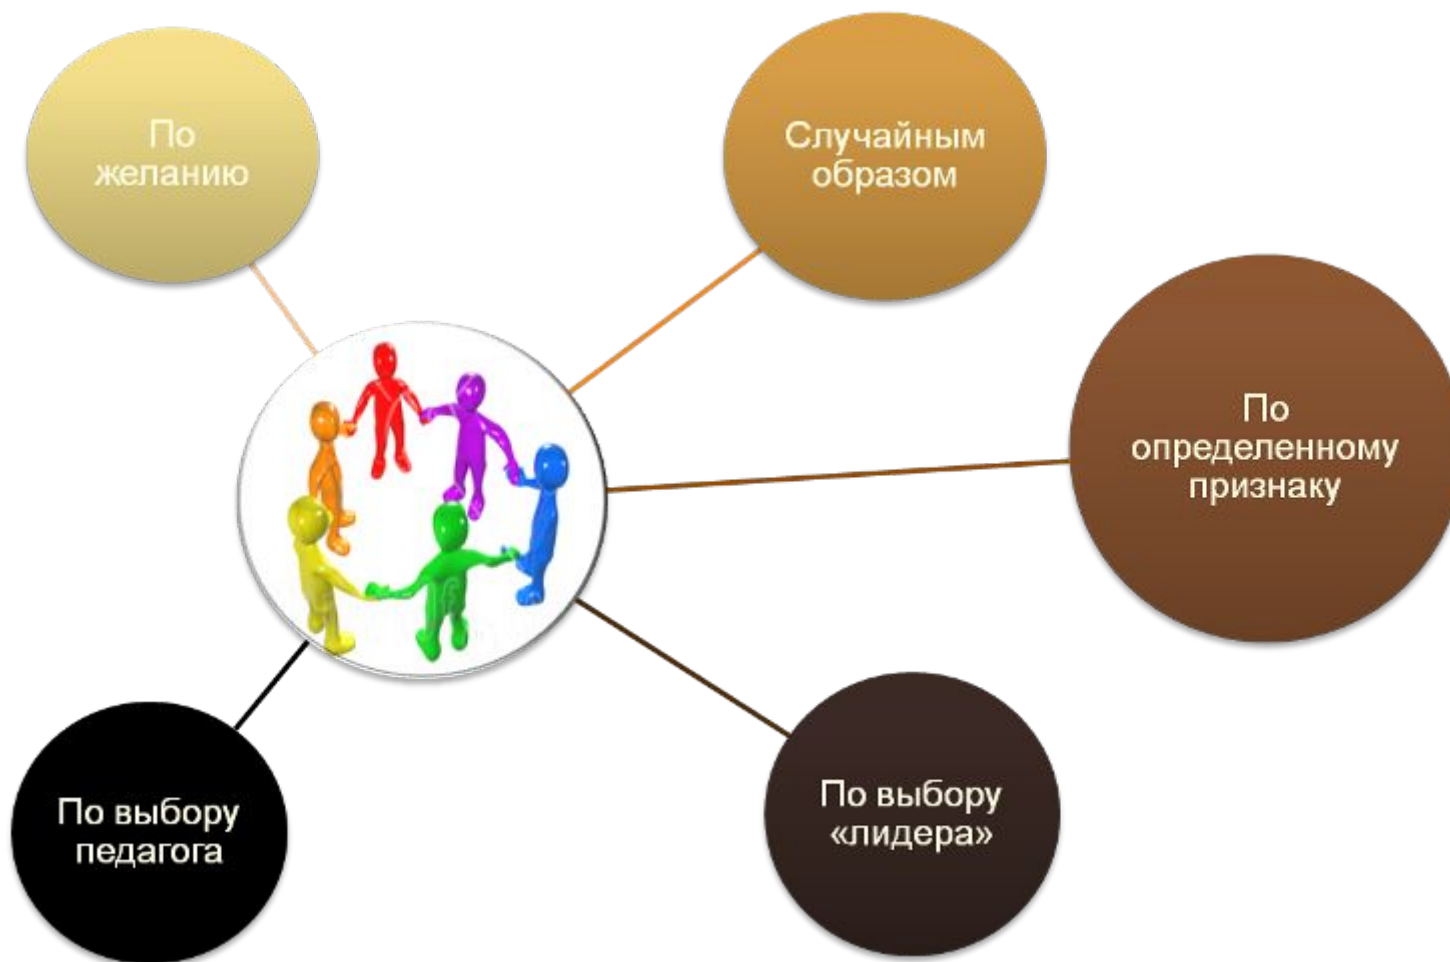 По
желанию
Случайным
образом
По
определенному
признаку
По выбору
«лидера»
По выбору
педагога